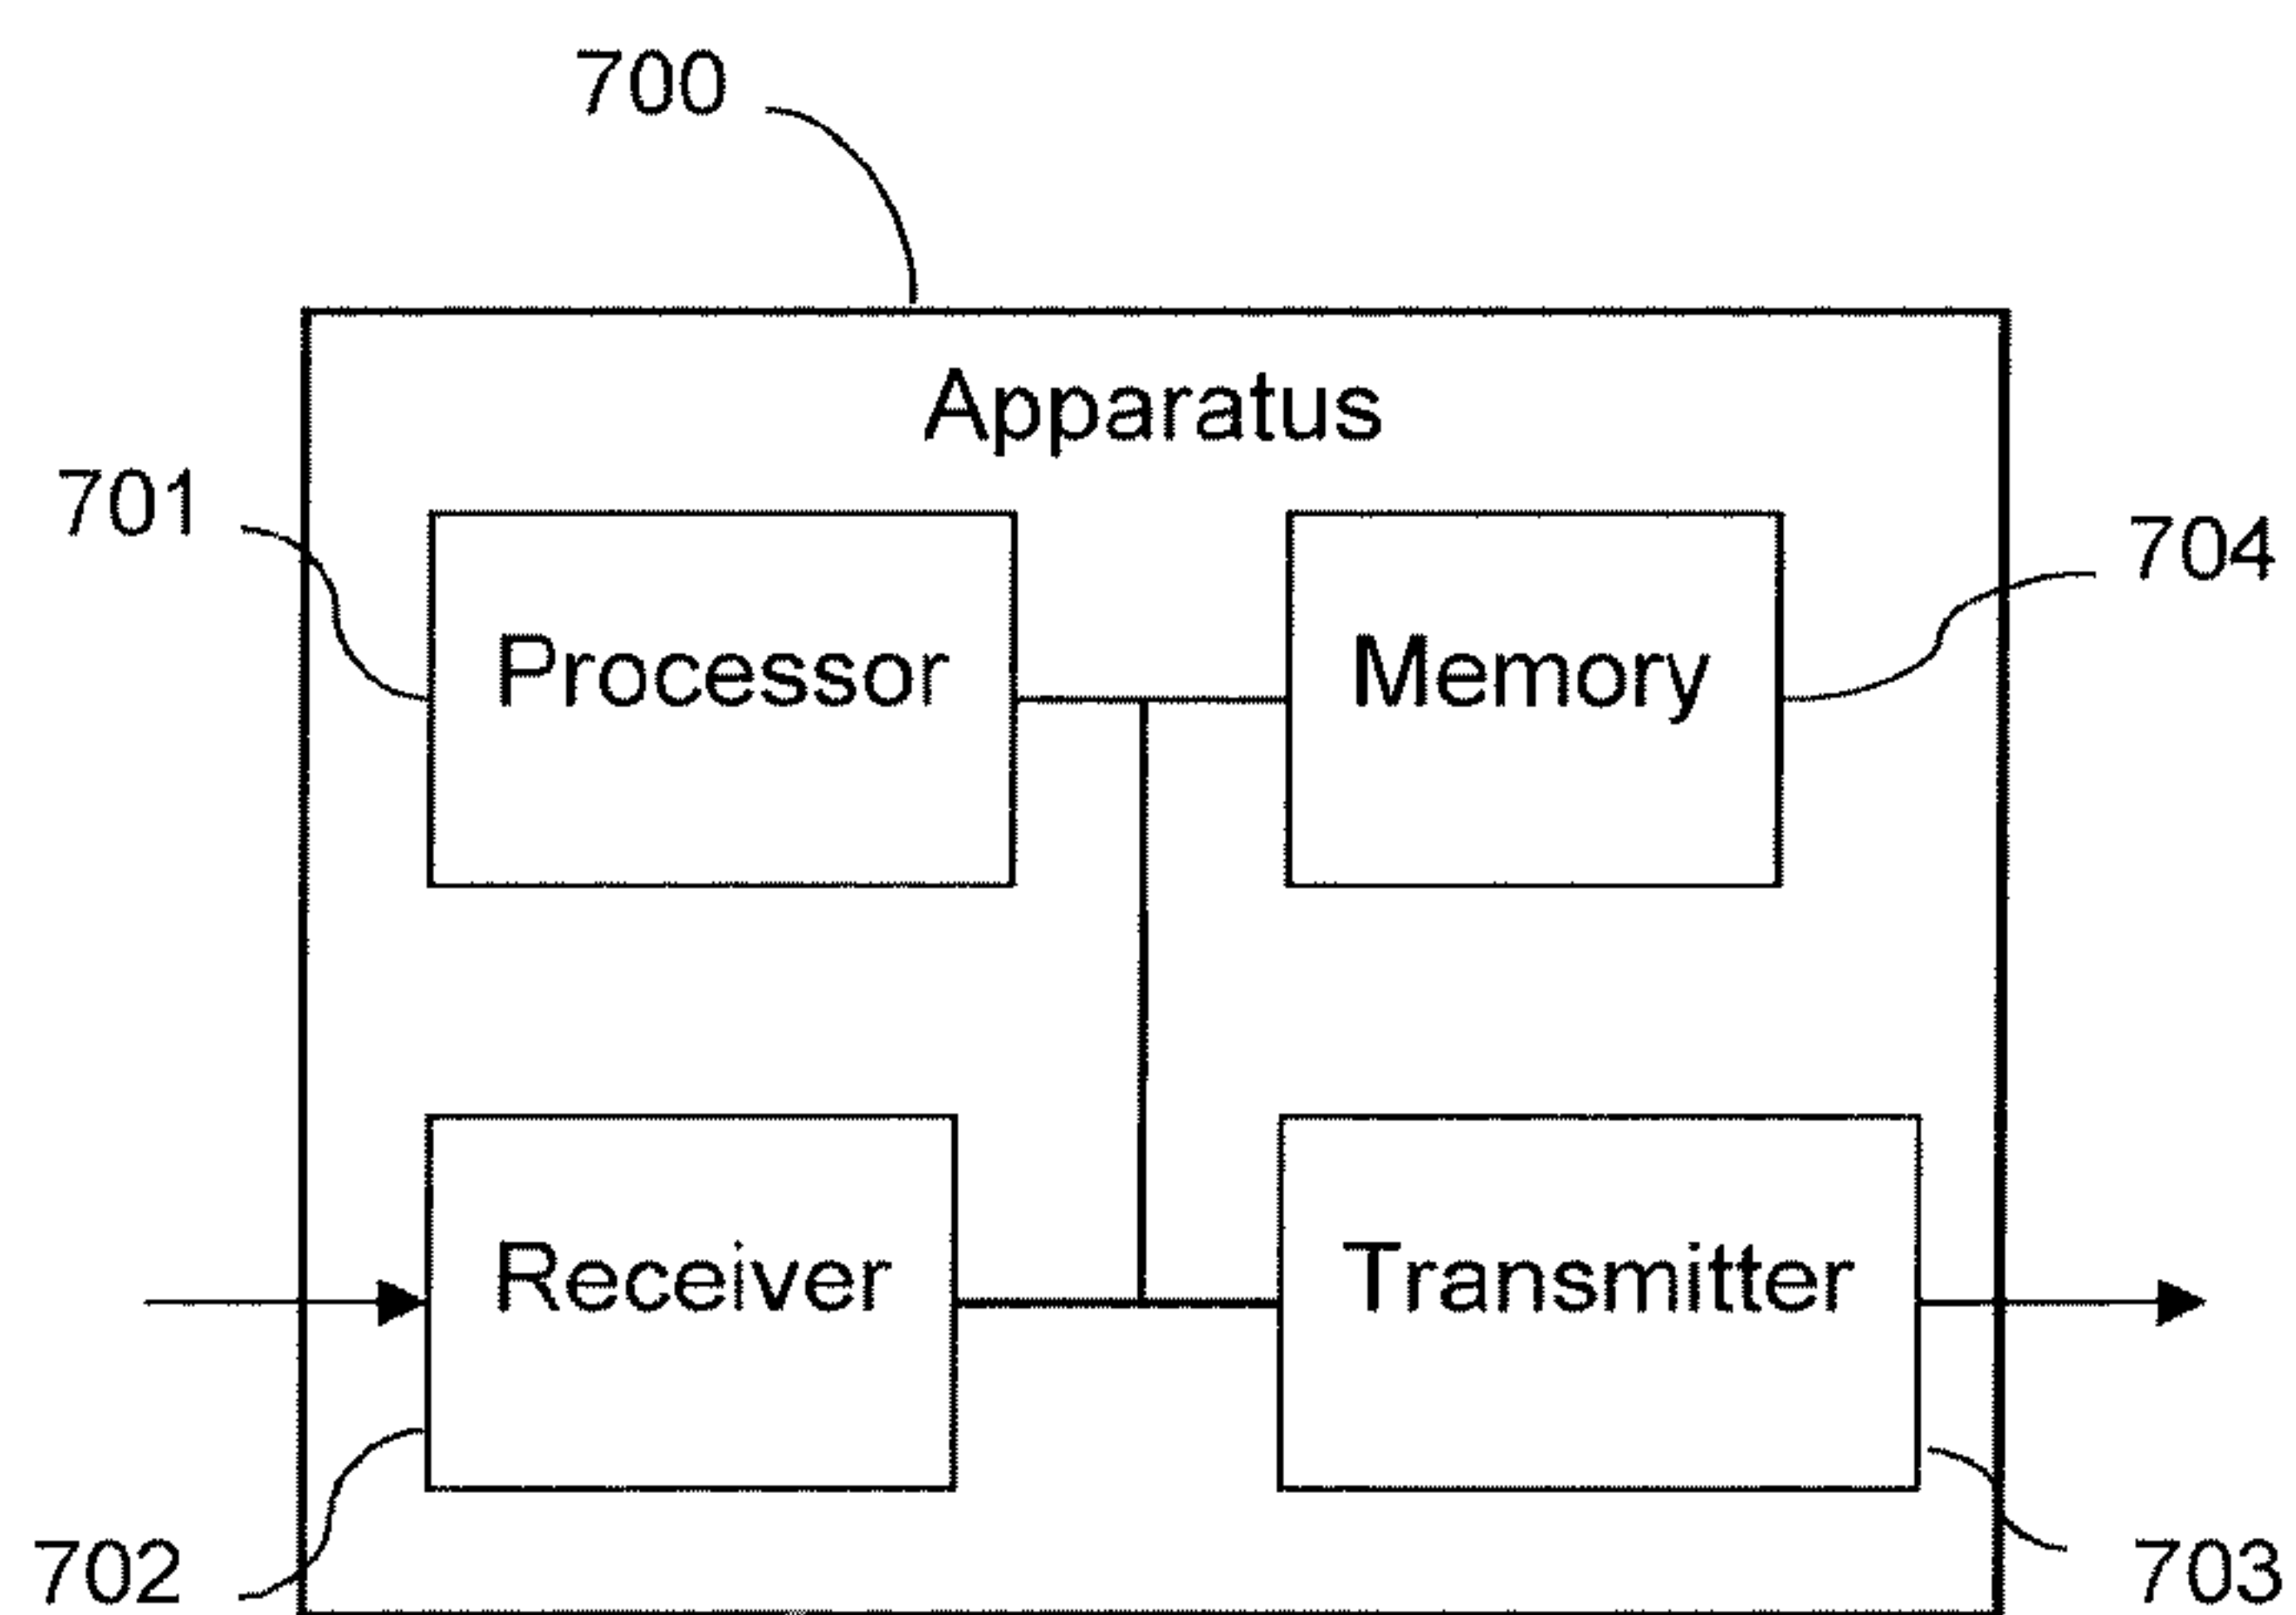 700
Apparatus
701
704
Processor
Memory
Receiver
Transmitter
702
703